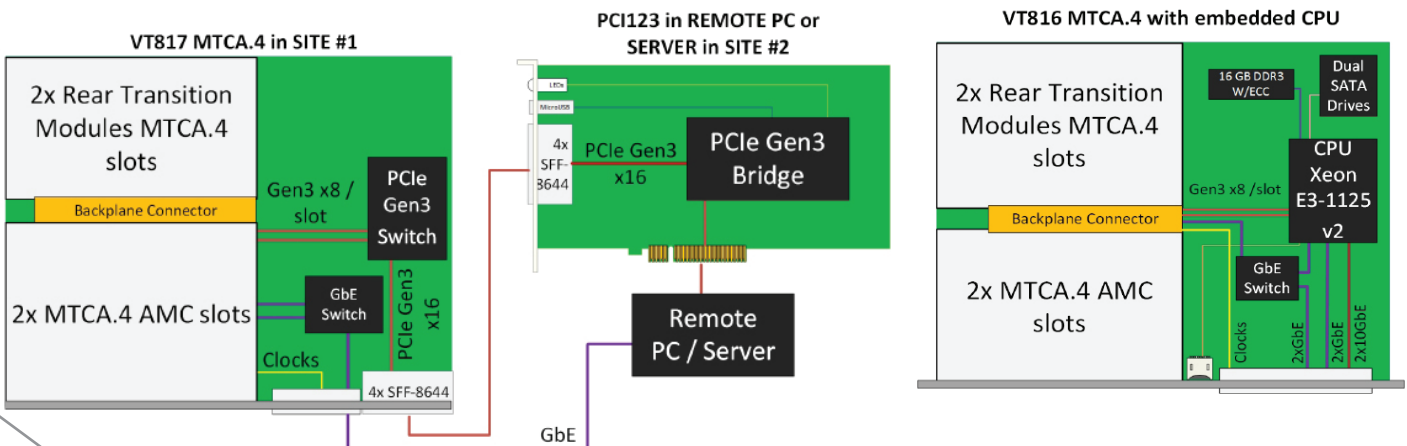 VT817 MTCA.4 in SITE #1
2x Rear Transition
Modules MTCA.4
slots
Backplane Connector
2x MTCA.4 AMC slots
Gen3 x8 /
slot
PCIe
Gen3
Switch
GbE
Switch
PCIe Gen3
x16
Clocks
4x SFF-8644
PCI123 in REMOTE PC or
SERVER in SITE #2
LEDs
MicroUSB
4x
SFF-
8644
PCIe Gen3
x16
PCIe Gen3
Bridge
Remote
PC / Server
GbE
VT816 MTCA.4 with embedded CPU
2x Rear Transition
Modules MTCA.4
slots
Backplane Connector
2x MTCA.4 AMC
slots
16 GB DDR3
W/ECC
Dual
SATA
Drives
CPU
Xeon
E3-1125
v2
Gen3 x8 /slot
GbE
Switch
Clocks
2xGbE
2xGbE
2x10GbE